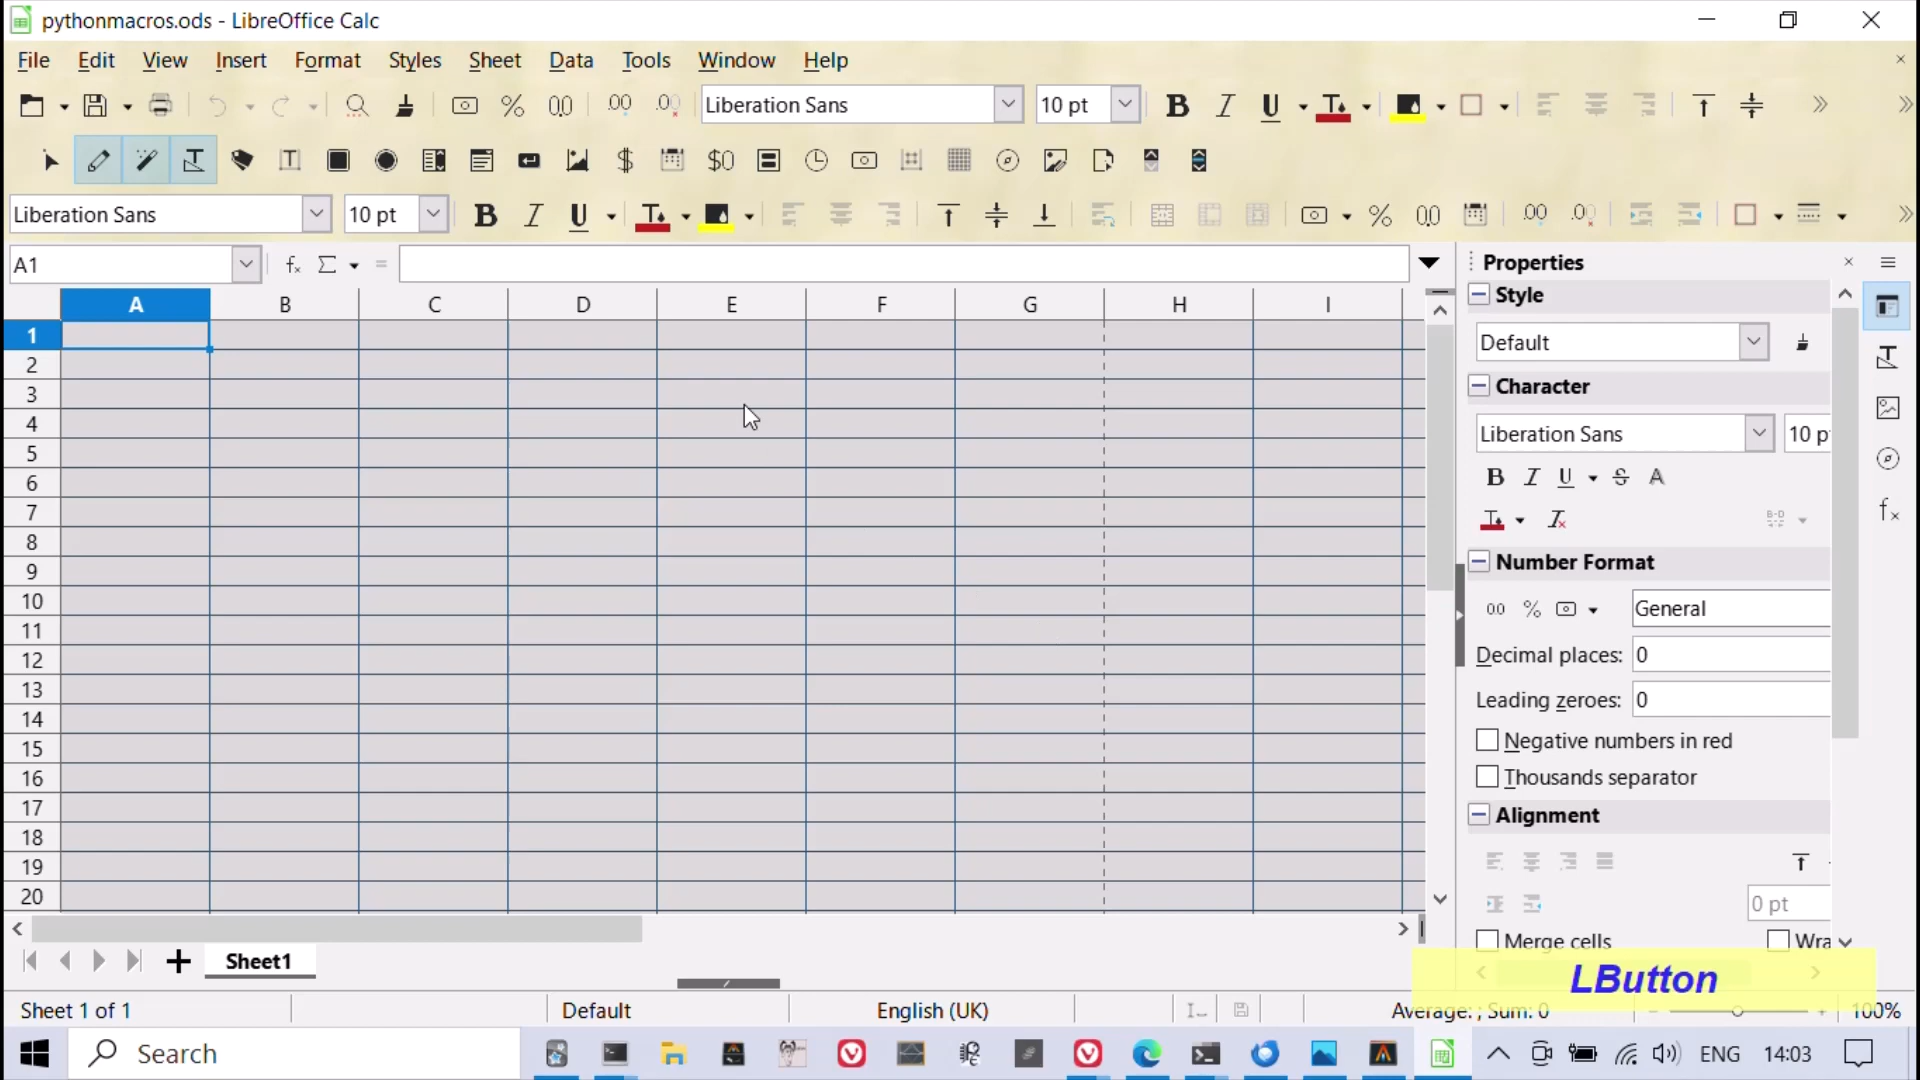 pythonmacros.ods - LibreOffice Calc
File Edit View Insert Format Styles Sheet Data Tools Window Help
Liberation Sans 10 pt
Liberation Sans 10 pt
A1
Properties
A B C D E F G H I
Style
1
Default
2
Character
3
4
Liberation Sans 10 p
5
6
7
8
9
Number Format
10
General
11
12
Decimal places: 0
13
Leading zeroes: 0
14
15
Negative numbers in red
16
Thousands separator
17
18
Alignment
19
20
0 pt
Merge cells Wra
Sheet1
LButton
Sheet 1 of 1 Default English (UK) Average: ; Sum: 0 100%
Search ENG 14:03